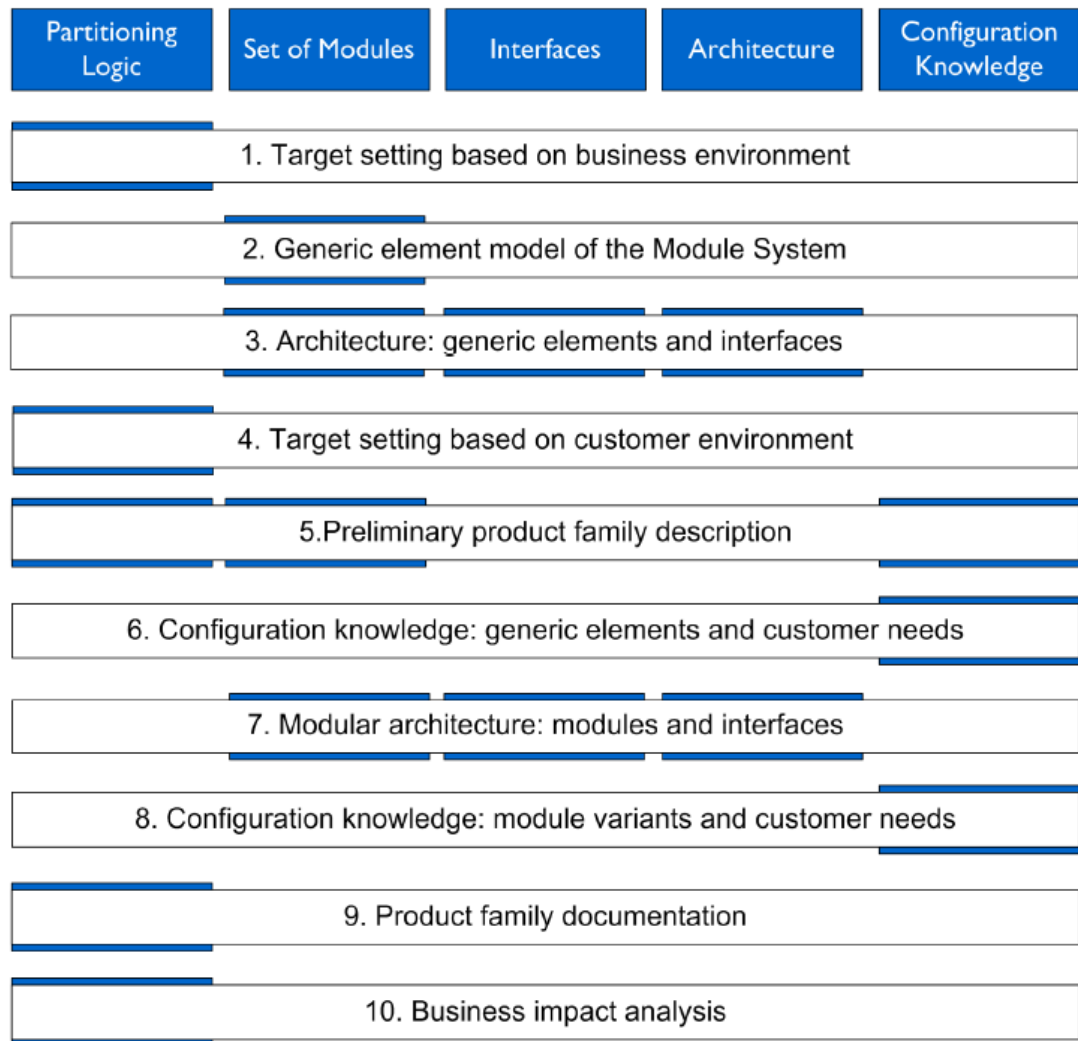 Partitioning
Logic
Set of Modules
Interfaces
Architecture
Configuration
Knowledge
1. Target setting based on business environment
2. Generic element model of the Module System
3. Architecture: generic elements and interfaces
4. Target setting based on customer environment
5.Preliminary product family description
6. Configuration knowledge: generic elements and customer needs
7. Modular architecture: modules and interfaces
8. Configuration knowledge: module variants and customer needs
9. Product family documentation
10. Business impact analysis